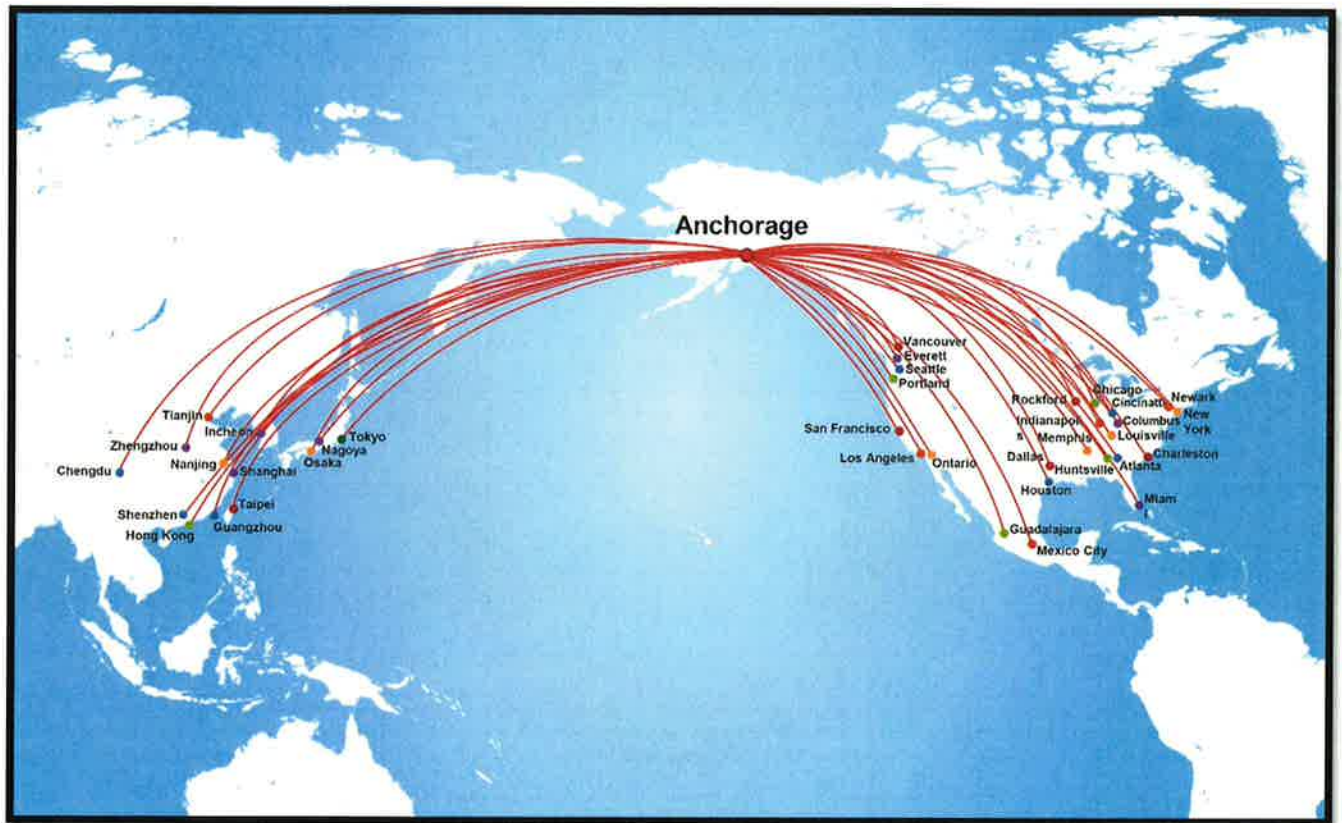 Anchorage
Vancouver
Everett
Seattle
Portland
San Francisco
Los Angeles
Ontario
Guadalajara
Mexico City
Rockford
Chicago
Cincinatti
Newark
New
York
Indianapoli
s
Columbus
Memphis
Louisville
Dallas
Huntsville
Atlanta
Charleston
Houston
Miam
i
Tianjin
Incheon
Zhengzhou
Nanjing
Chengdu
Shanghai
Tokyo
Nagoya
Osaka
Shenzhen
Taipei
Hong Kong
Guangzhou